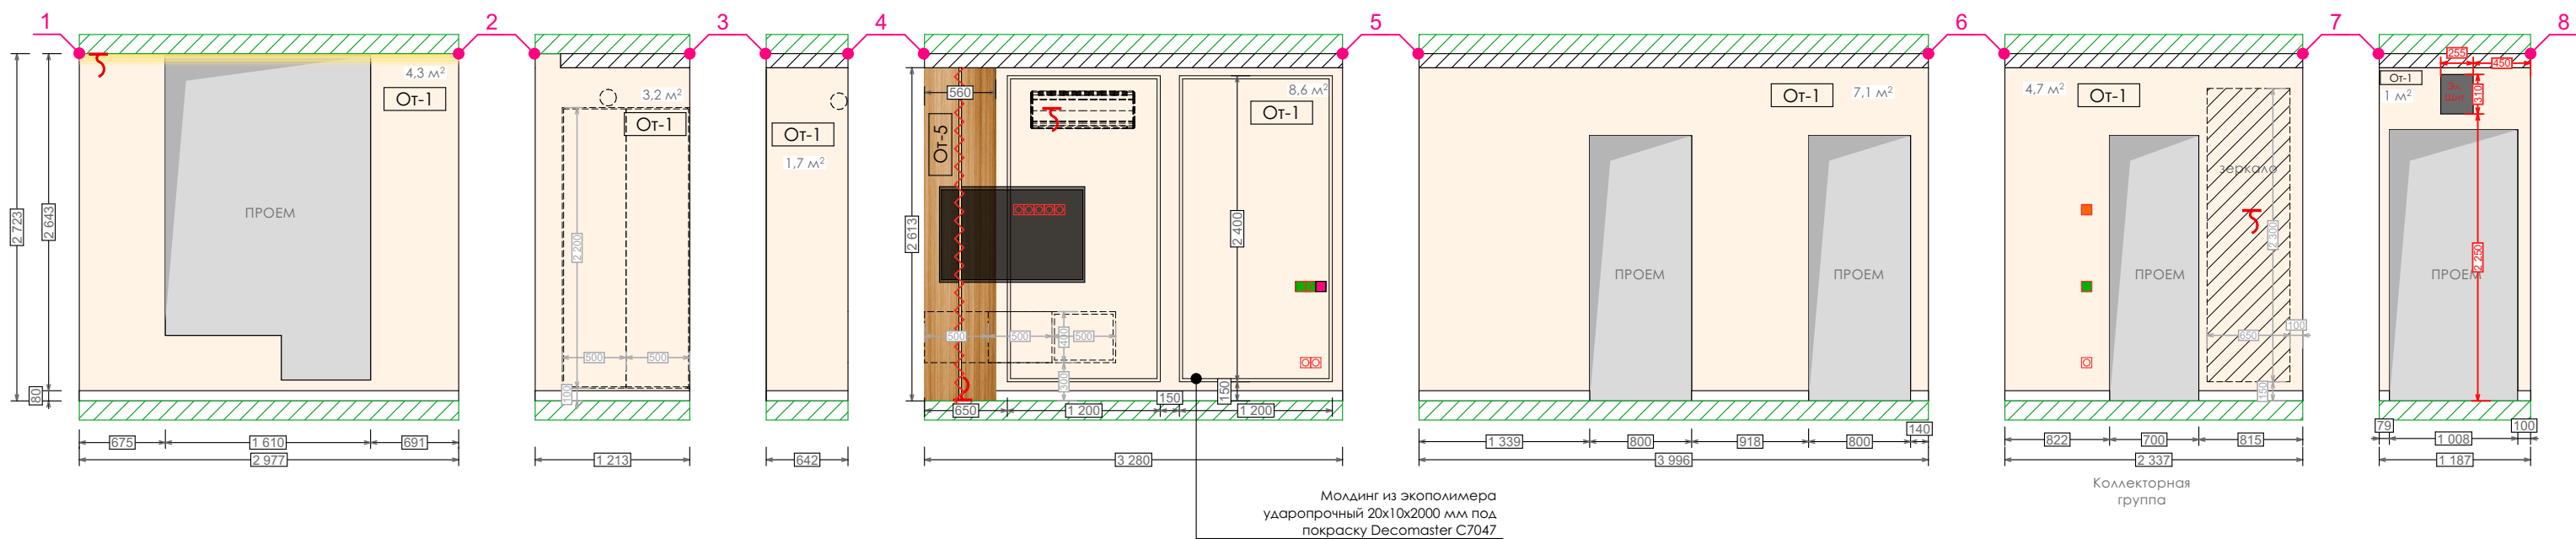 1
2
3
4
5
6
7
8
4,3 м²
От-1
ПРОЕМ
2 723
2 643
80
675
1 610
691
2 977
3,2 м²
От-1
2 200
500
500
100
1 213
От-1
1,7 м²
642
560
От-5
8,6 м²
От-1
2 613
2 400
500
500
500
400
300
150
150
650
1 200
1 200
3 280
Молдинг из экополимера
ударопрочный 20х10х2000 мм под
покраску Decomaster C7047
От-1
7,1 м²
ПРОЕМ
ПРОЕМ
1 339
800
918
800
140
3 996
4,7 м²
От-1
зеркало
ПРОЕМ
2 300
650
100
150
822
700
815
2 337
Коллекторная
группа
255
450
От-1
1 м²
Эл.
Щит
310
2 250
ПРОЕМ
79
1 008
100
1 187